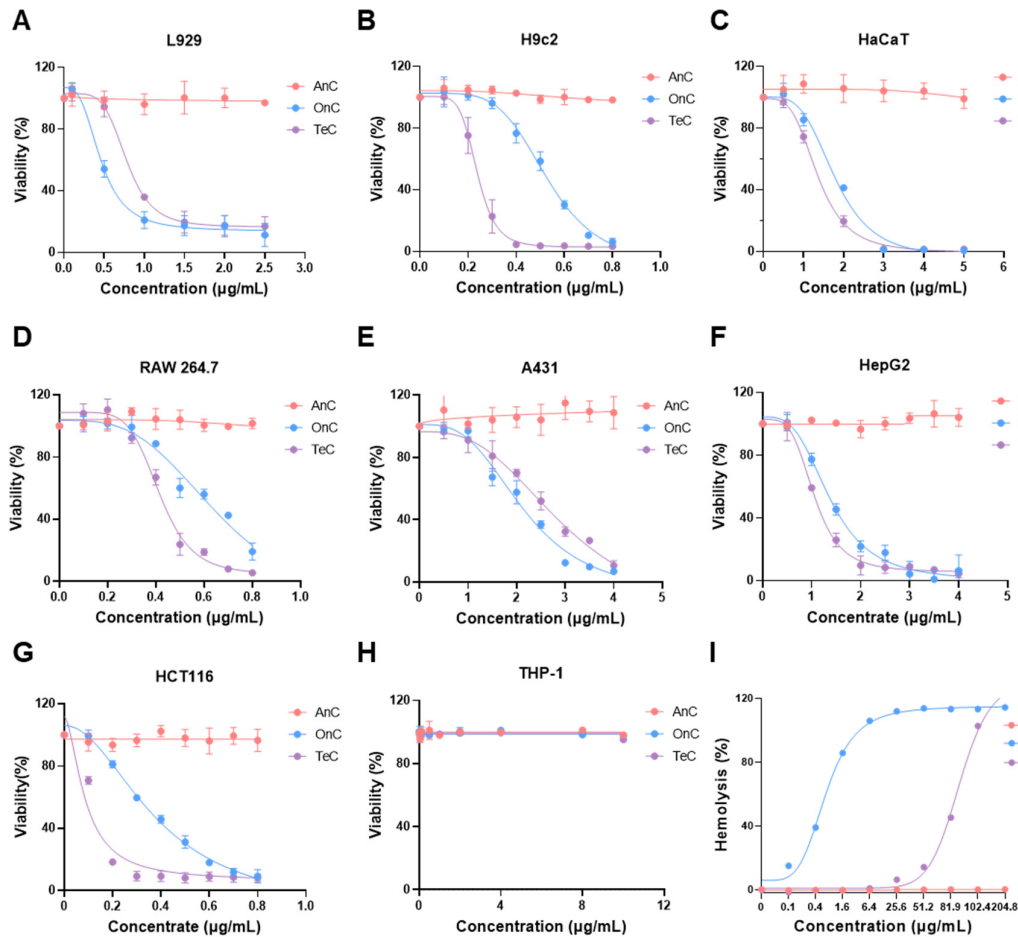 A
L929
Viability (%)
120
80
40
0
0.0 0.5 1.0 1.5 2.0 2.5 3.0
Concentration (µg/mL)
AnC
OnC
TeC
B
H9c2
Viability (%)
120
80
40
0
0.0 0.2 0.4 0.6 0.8 1.0
Concentration (µg/mL)
AnC
OnC
TeC
C
HaCaT
Viability (%)
120
80
40
0
0 1 2 3 4 5 6
Concentration (µg/mL)
D
RAW 264.7
Viability (%)
120
80
40
0
0.0 0.2 0.4 0.6 0.8 1.0
Concentration (µg/mL)
AnC
OnC
TeC
E
A431
Viability (%)
120
80
40
0
0 1 2 3 4 5
Concentration (µg/mL)
AnC
OnC
TeC
F
HepG2
Viability (%)
120
80
40
0
0 1 2 3 4 5
Concentrate (µg/mL)
G
HCT116
Viability(%)
120
80
40
0
0.0 0.2 0.4 0.6 0.8 1.0
Concentrate (µg/mL)
AnC
OnC
TeC
H
THP-1
Viability (%)
120
80
40
0
0 4 8 12
Concentration (µg/mL)
AnC
OnC
TeC
I
Hemolysis (%)
120
80
40
0
0 0.1 0.4 1.6 6.4 25.6 51.2 81.9 102.4 204.8
Concentration (µg/mL)